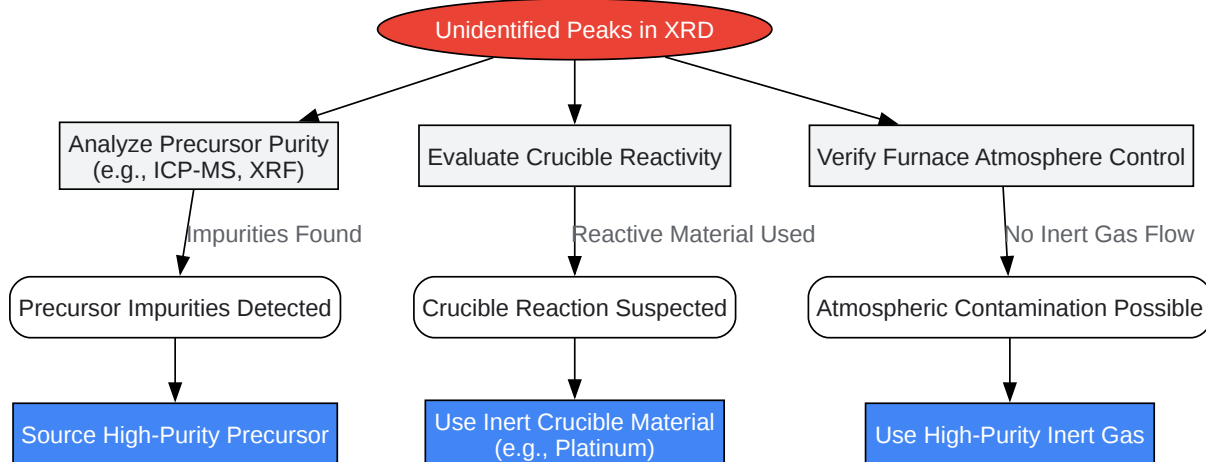 Unidentified Peaks in XRD
Analyze Precursor Purity
(e.g., ICP-MS, XRF)
Evaluate Crucible Reactivity
Verify Furnace Atmosphere Control
Impurities Found
Reactive Material Used
No Inert Gas Flow
Precursor Impurities Detected
Crucible Reaction Suspected
Atmospheric Contamination Possible
Source High-Purity Precursor
Use Inert Crucible Material
(e.g., Platinum)
Use High-Purity Inert Gas